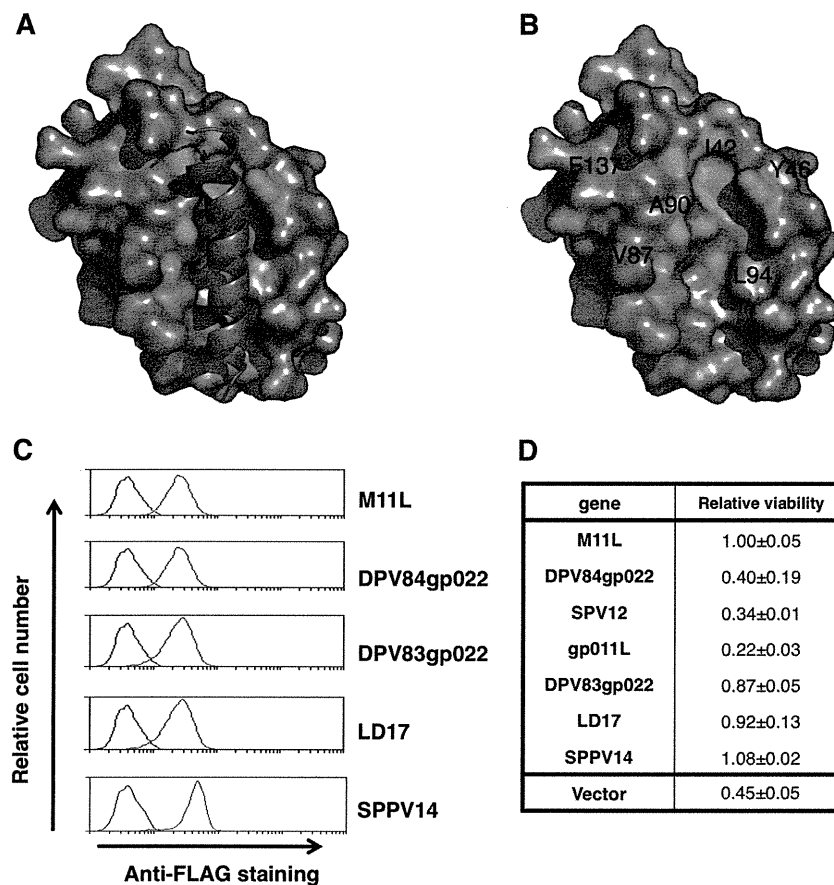 A
B
F137
I42
Y46
A90
V87
L94
C
Relative cell number
M11L
DPV84gp022
DPV83gp022
LD17
SPPV14
Anti-FLAG staining
D
gene Relative viability
M11L 1.00±0.05
DPV84gp022 0.40±0.19
SPV12 0.34±0.01
gp011L 0.22±0.03
DPV83gp022 0.87±0.05
LD17 0.92±0.13
SPPV14 1.08±0.02
Vector 0.45±0.05